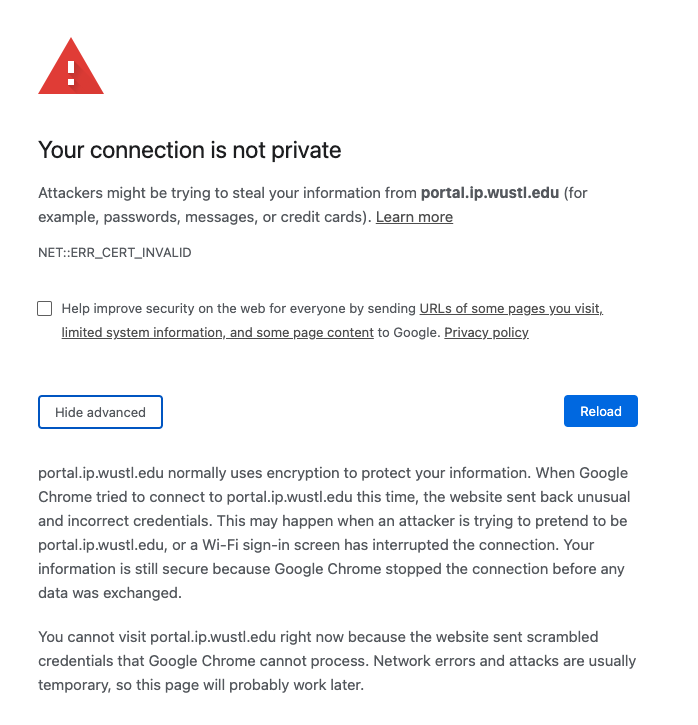 Your connection is not private
Attackers might be trying to steal your information from portal.ip.wustl.edu (for
example, passwords, messages, or credit cards). Learn more
NET::ERR_CERT_INVALID
Help improve security on the web for everyone by sending URLs of some pages you visit,
limited system information, and some page content to Google. Privacy policy
Hide advanced
Reload
portal.ip.wustl.edu normally uses encryption to protect your information. When Google
Chrome tried to connect to portal.ip.wustl.edu this time, the website sent back unusual
and incorrect credentials. This may happen when an attacker is trying to pretend to be
portal.ip.wustl.edu, or a Wi-Fi sign-in screen has interrupted the connection. Your
information is still secure because Google Chrome stopped the connection before any
data was exchanged.
You cannot visit portal.ip.wustl.edu right now because the website sent scrambled
credentials that Google Chrome cannot process. Network errors and attacks are usually
temporary, so this page will probably work later.